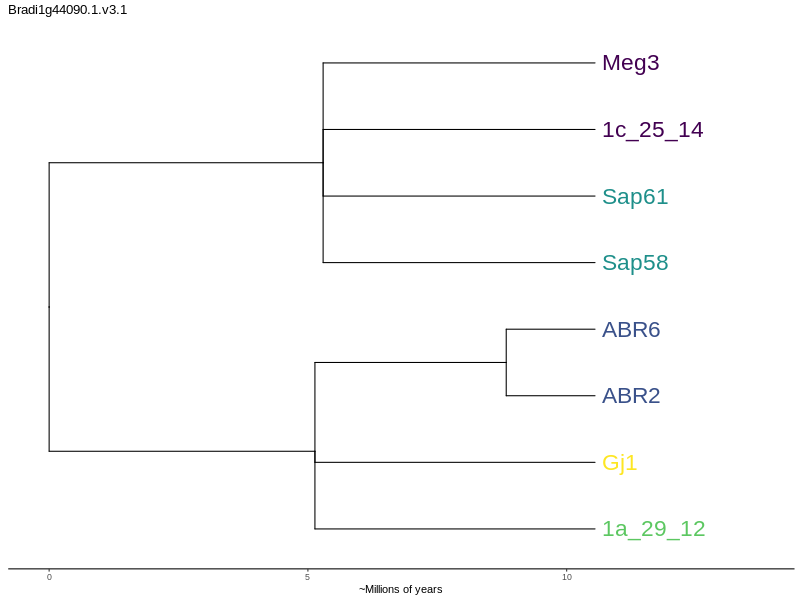 Bradi1g44090.1.v3.1
Meg3
1c_25_14
Sap61
Sap58
ABR6
ABR2
Gj1
1a_29_12
0 5 10
~Millions of years